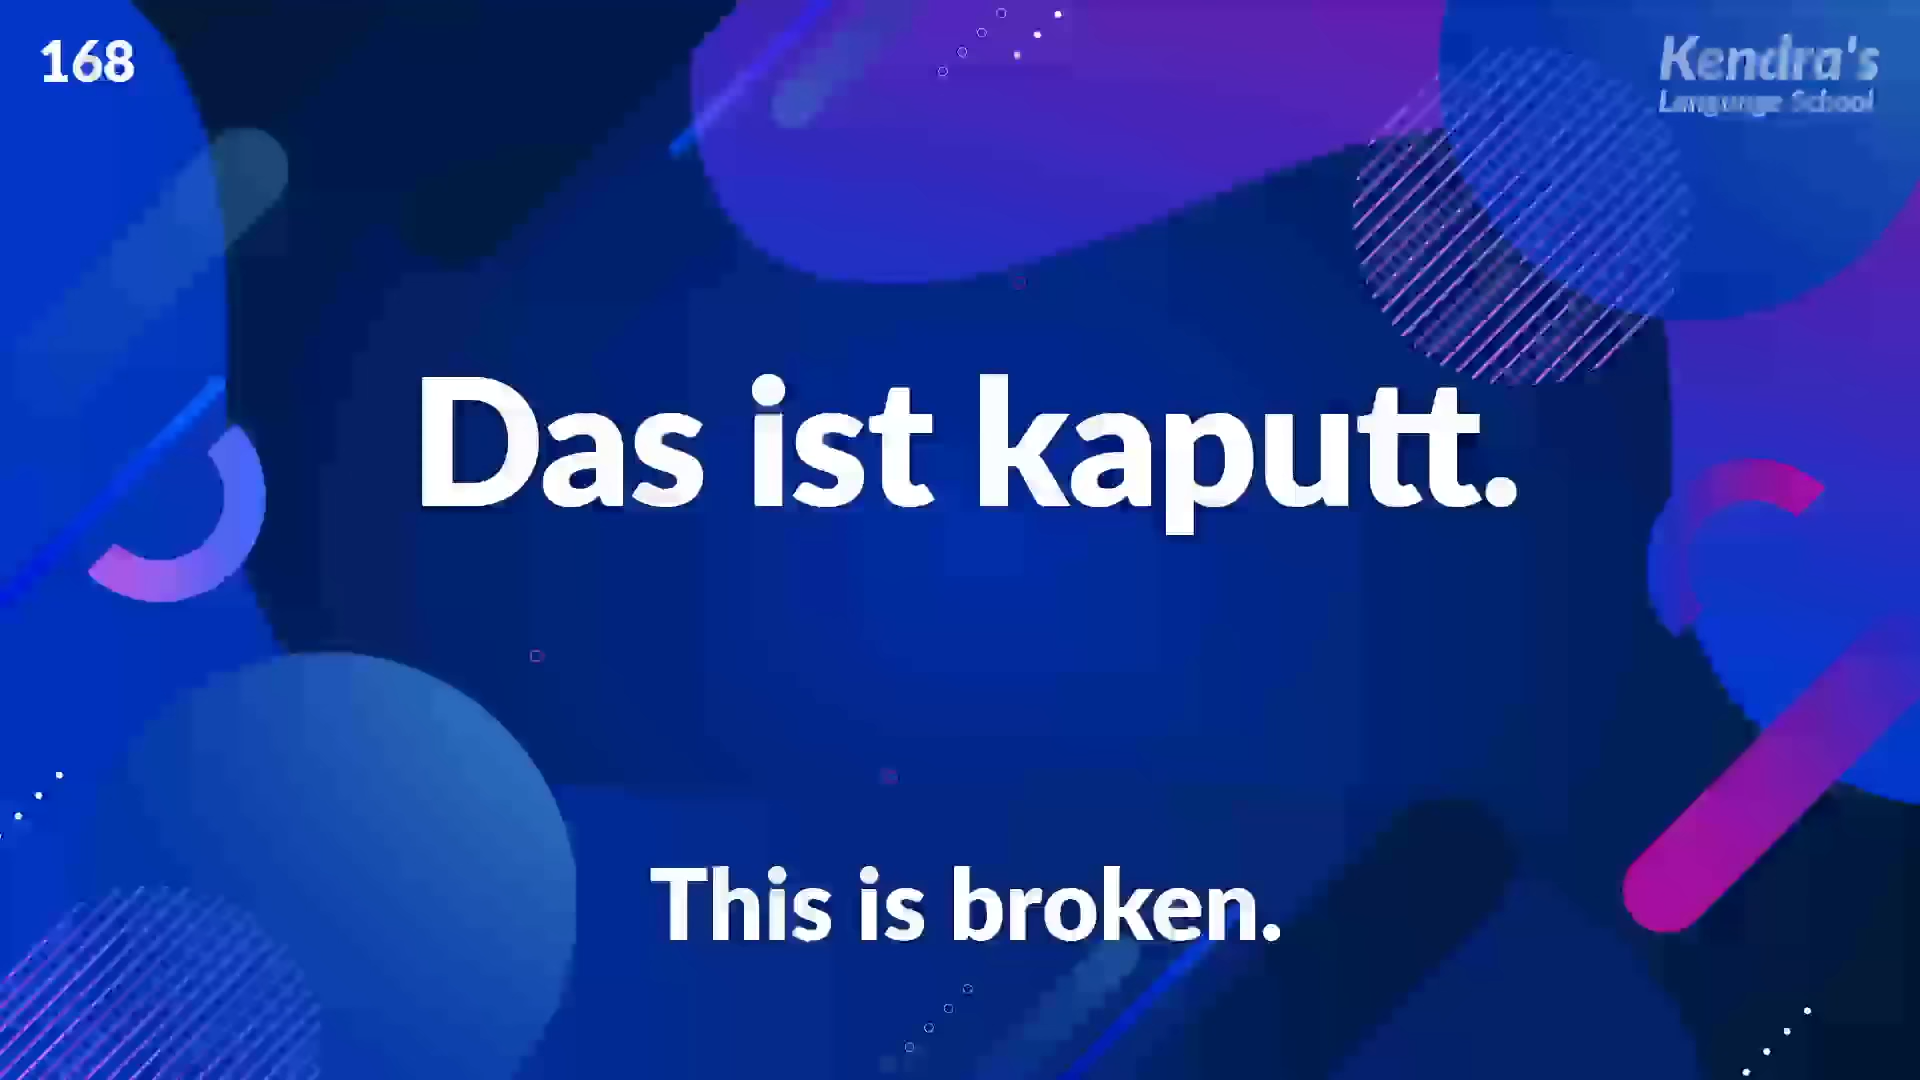 168
Kendra's
Language School
Das ist kaputt.
This is broken.